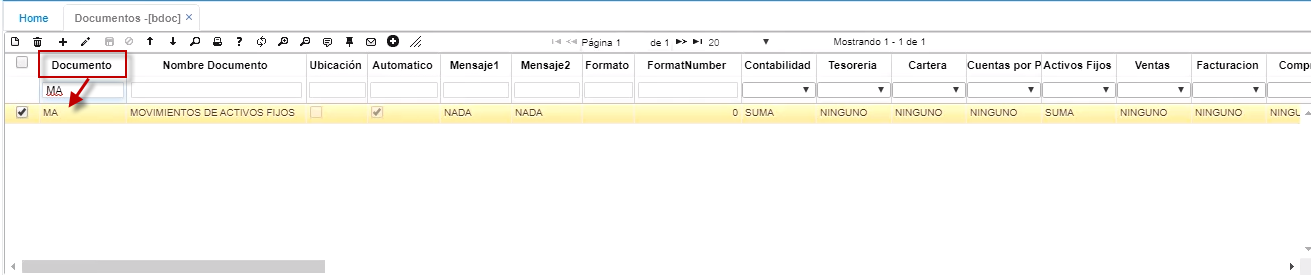 Home Documentos -[bdoc] ×
Página 1 de 1 20 Mostrando 1 - 1 de 1
Documento Nombre Documento Ubicación Automatico Mensaje1 Mensaje2 Formato FormatNumber Contabilidad Tesoreria Cartera Cuentas por P Activos Fijos Ventas Facturacion Compr
MA
MA MOVIMIENTOS DE ACTIVOS FIJOS NADA NADA 0 SUMA NINGUNO NINGUNO NINGUNO SUMA NINGUNO NINGUNO NINGU